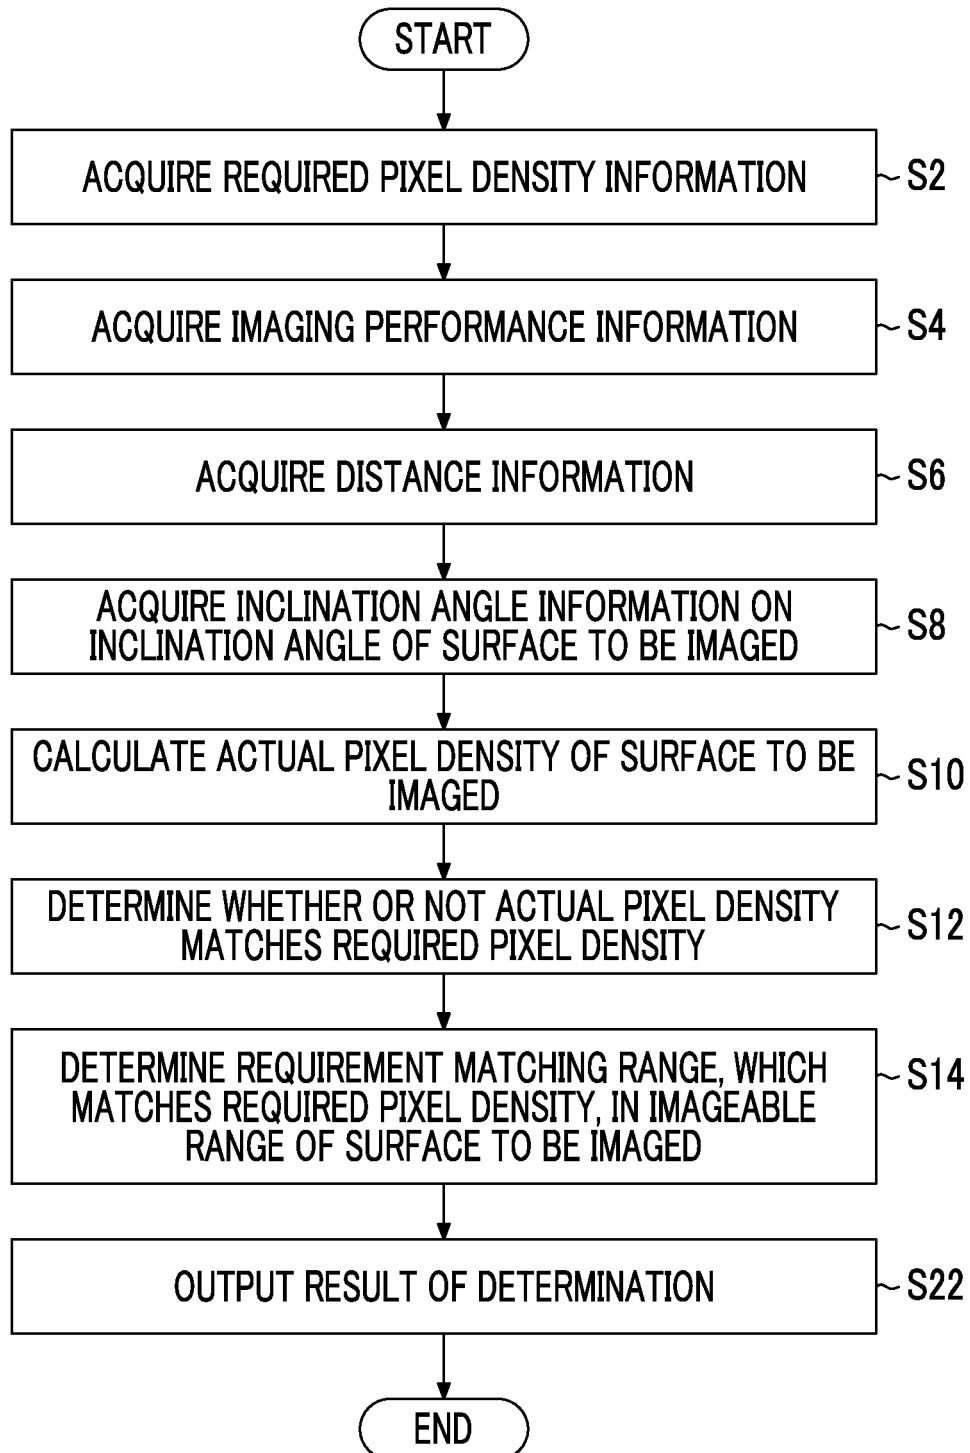 START
ACQUIRE REQUIRED PIXEL DENSITY INFORMATION
S2
ACQUIRE IMAGING PERFORMANCE INFORMATION
S4
ACQUIRE DISTANCE INFORMATION
S6
ACQUIRE INCLINATION ANGLE INFORMATION ON
INCLINATION ANGLE OF SURFACE TO BE IMAGED
S8
CALCULATE ACTUAL PIXEL DENSITY OF SURFACE TO BE
IMAGED
S10
DETERMINE WHETHER OR NOT ACTUAL PIXEL DENSITY
MATCHES REQUIRED PIXEL DENSITY
S12
DETERMINE REQUIREMENT MATCHING RANGE, WHICH
MATCHES REQUIRED PIXEL DENSITY, IN IMAGEABLE
RANGE OF SURFACE TO BE IMAGED
S14
OUTPUT RESULT OF DETERMINATION
S22
END